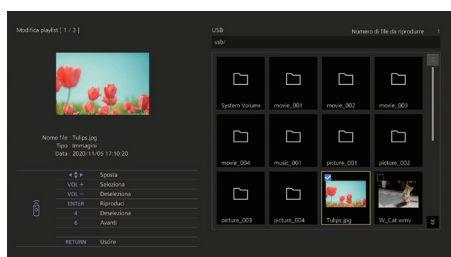 Modifica playlist [ 1 / 3 ]
USB
Numero di file da riprodurre 1
usb/
System Volume
movie_001
movie_002
movie_003
movie_004
music_001
picture_001
picture_002
picture_003
picture_004
Tulips.jpg
W_Cat.wmv
Nome file : Tulips.jpg
Tipo : Immagini
Data : 2020/11/05 17:10:20
Sposta
VOL + Seleziona
VOL − Deseleziona
ENTER Riproduci
4 Deseleziona
6 Avanti
RETURN Uscire